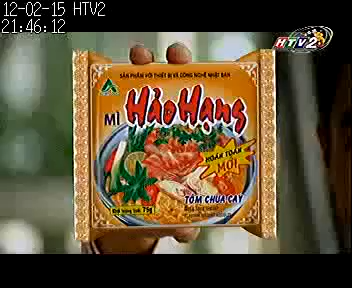 12-02-15 HTV2
21:46:12
HTV2
SẢN PHẨM VỚI THIẾT BỊ VÀ CÔNG NGHỆ NHẬT BẢN
MÌ Hảo Hạng
HOÀN TOÀN
MỚI
TÔM CHUA CAY
75g